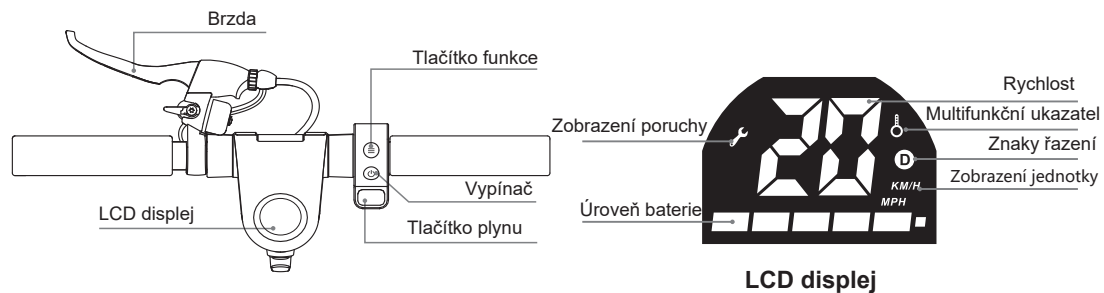 Brzda
Tlačítko funkce
Vypínač
LCD displej
Tlačítko plynu
Rychlost
Multifunkční ukazatel
Zobrazení poruchy
Znaky řazení
D
Zobrazení jednotky
KM/H
MPH
Úroveň baterie
20
LCD displej